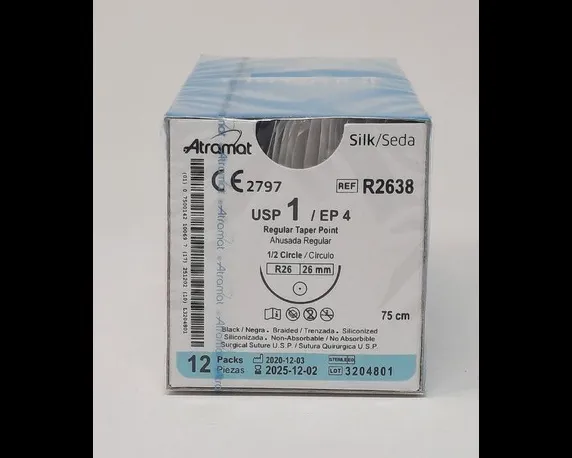 Atramat
Silk/Seda
CE 2797
REF R2638
USP 1 / EP 4
Regular Taper Point
Ahusada Regular
1/2 Circle / Círculo
R26 26 mm
75 cm
Black / Negra . Braided / Trenzada . Siliconized
Siliconizada . Non-Absorbable / No Absorbible
Surgical Suture U.S.P. / Sutura Quirurgica U.S.P.
12 Packs
Piezas
2020-12-03
2025-12-02
STERILE EO
LOT 3204801